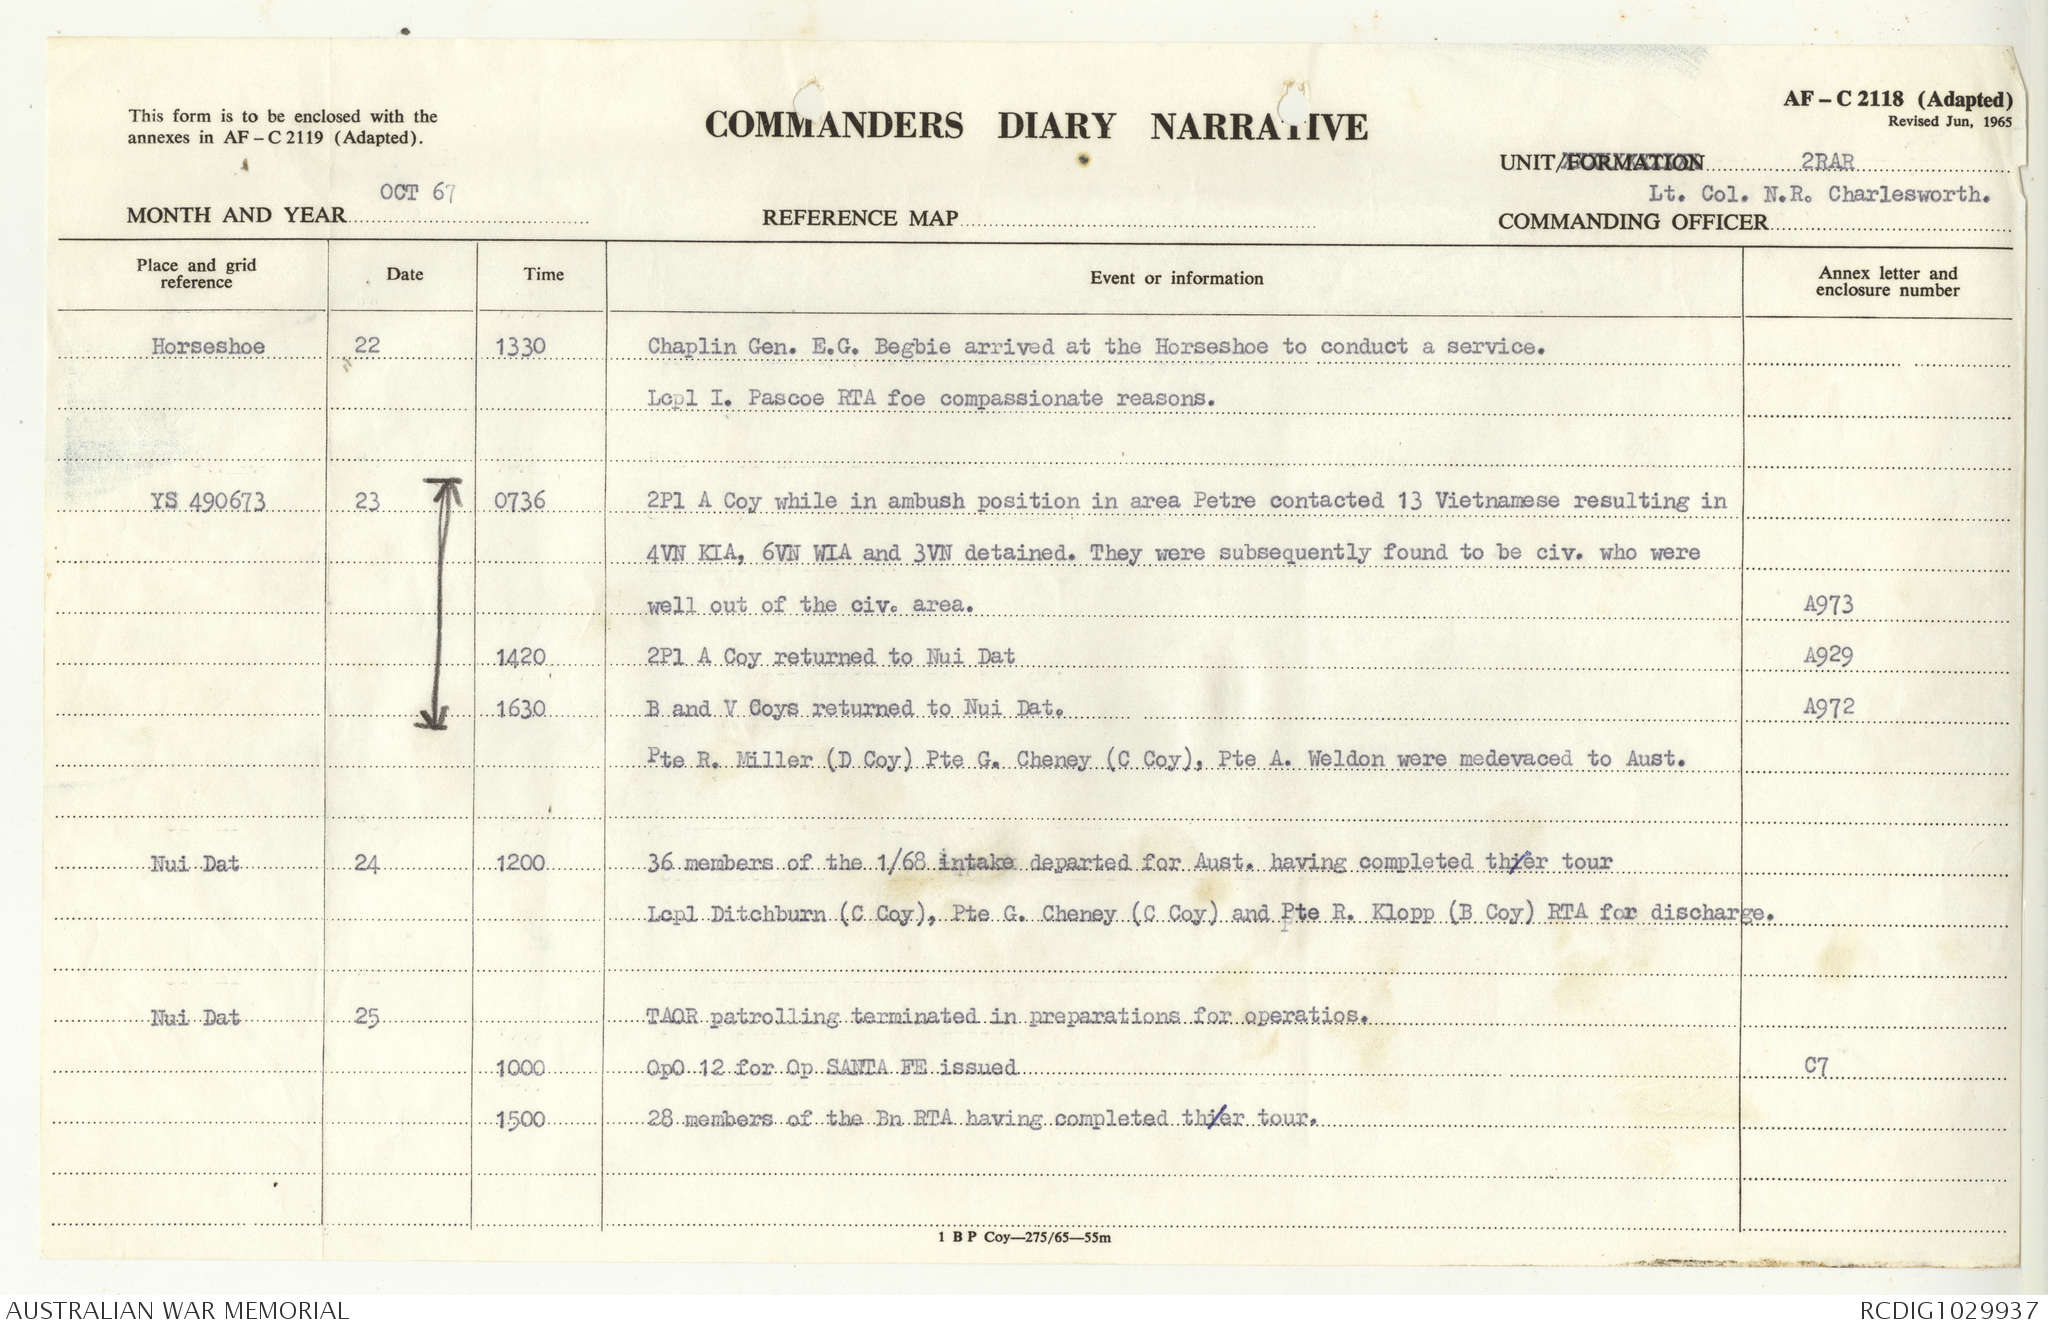 This form is to be enclosed with the
annexes in AF – C 2119 (Adapted).
COMMANDERS DIARY NARRATIVE
AF – C 2118 (Adapted)
Revised Jun, 1965
UNIT/FORMATION 2RAR
Lt. Col. N.R. Charlesworth.
OCT 67
MONTH AND YEAR
REFERENCE MAP
COMMANDING OFFICER
Place and grid reference Date Time Event or information Annex letter and enclosure number
Horseshoe 22 1330 Chaplin Gen. E.G. Begbie arrived at the Horseshoe to conduct a service.
Lcpl I. Pascoe RTA foe compassionate reasons.
YS 490673 23 0736 2Pl A Coy while in ambush position in area Petre contacted 13 Vietnamese resulting in
4VN KIA, 6VN WIA and 3VN detained. They were subsequently found to be civ. who were
well out of the civ. area. A973
1420 2Pl A Coy returned to Nui Dat A929
1630 B and V Coys returned to Nui Dat. A972
Pte R. Miller (D Coy) Pte G. Cheney (C Coy), Pte A. Weldon were medevaced to Aust.
Nui Dat 24 1200 36 members of the 1/68 intake departed for Aust. having completed thier tour
Lcpl Ditchburn (C Coy), Pte G. Cheney (C Coy) and Pte R. Klopp (B Coy) RTA for discharge.
Nui Dat 25 TAOR patrolling terminated in preparations for operatios.
1000 OpO 12 for Op SANTA FE issued C7
1500 28 members of the Bn RTA having completed thier tour.
1 B P Coy—275/65—55m
AUSTRALIAN WAR MEMORIAL
RCDIG1029937